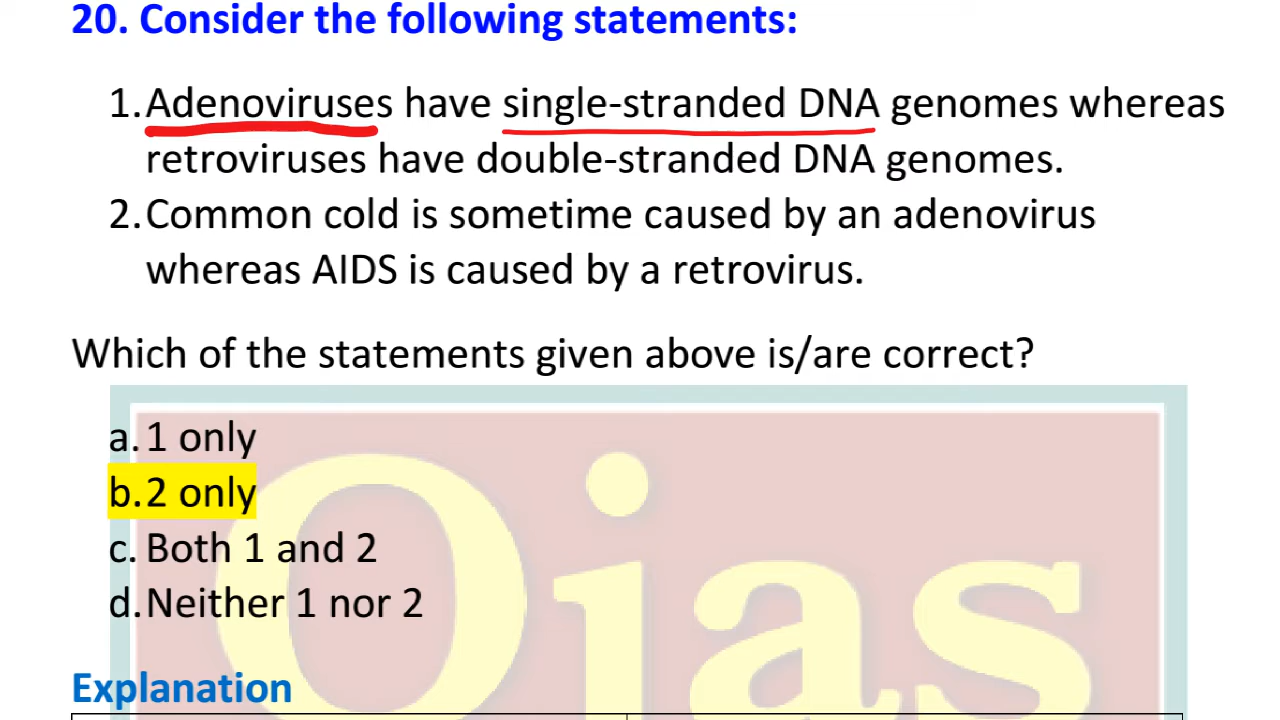 20. Consider the following statements:
1. Adenoviruses have single-stranded DNA genomes whereas
retroviruses have double-stranded DNA genomes.
2. Common cold is sometime caused by an adenovirus
whereas AIDS is caused by a retrovirus.
Which of the statements given above is/are correct?
a. 1 only
b. 2 only
c. Both 1 and 2
d. Neither 1 nor 2
Ojas
Explanation